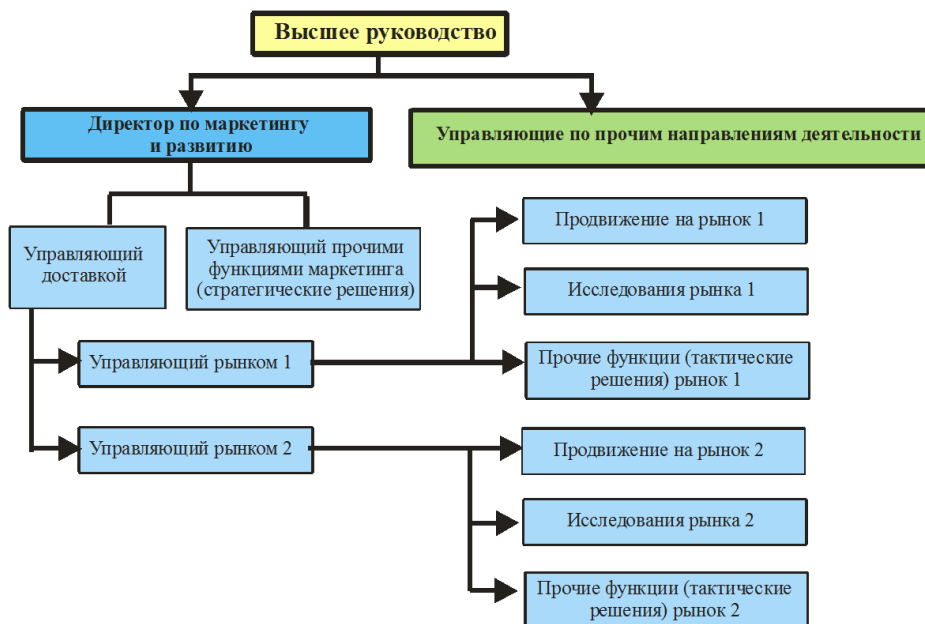 Высшее руководство
Директор по маркетингу
и развитию
Управляющие по прочим направлениям деятельности
Управляющий
доставкой
Управляющий прочими
функциями маркетинга
(стратегические решения)
Продвижение на рынок 1
Исследования рынка 1
Управляющий рынком 1
Прочие функции (тактические
решения) рынок 1
Управляющий рынком 2
Продвижение на рынок 2
Исследования рынка 2
Прочие функции (тактические
решения) рынок 2